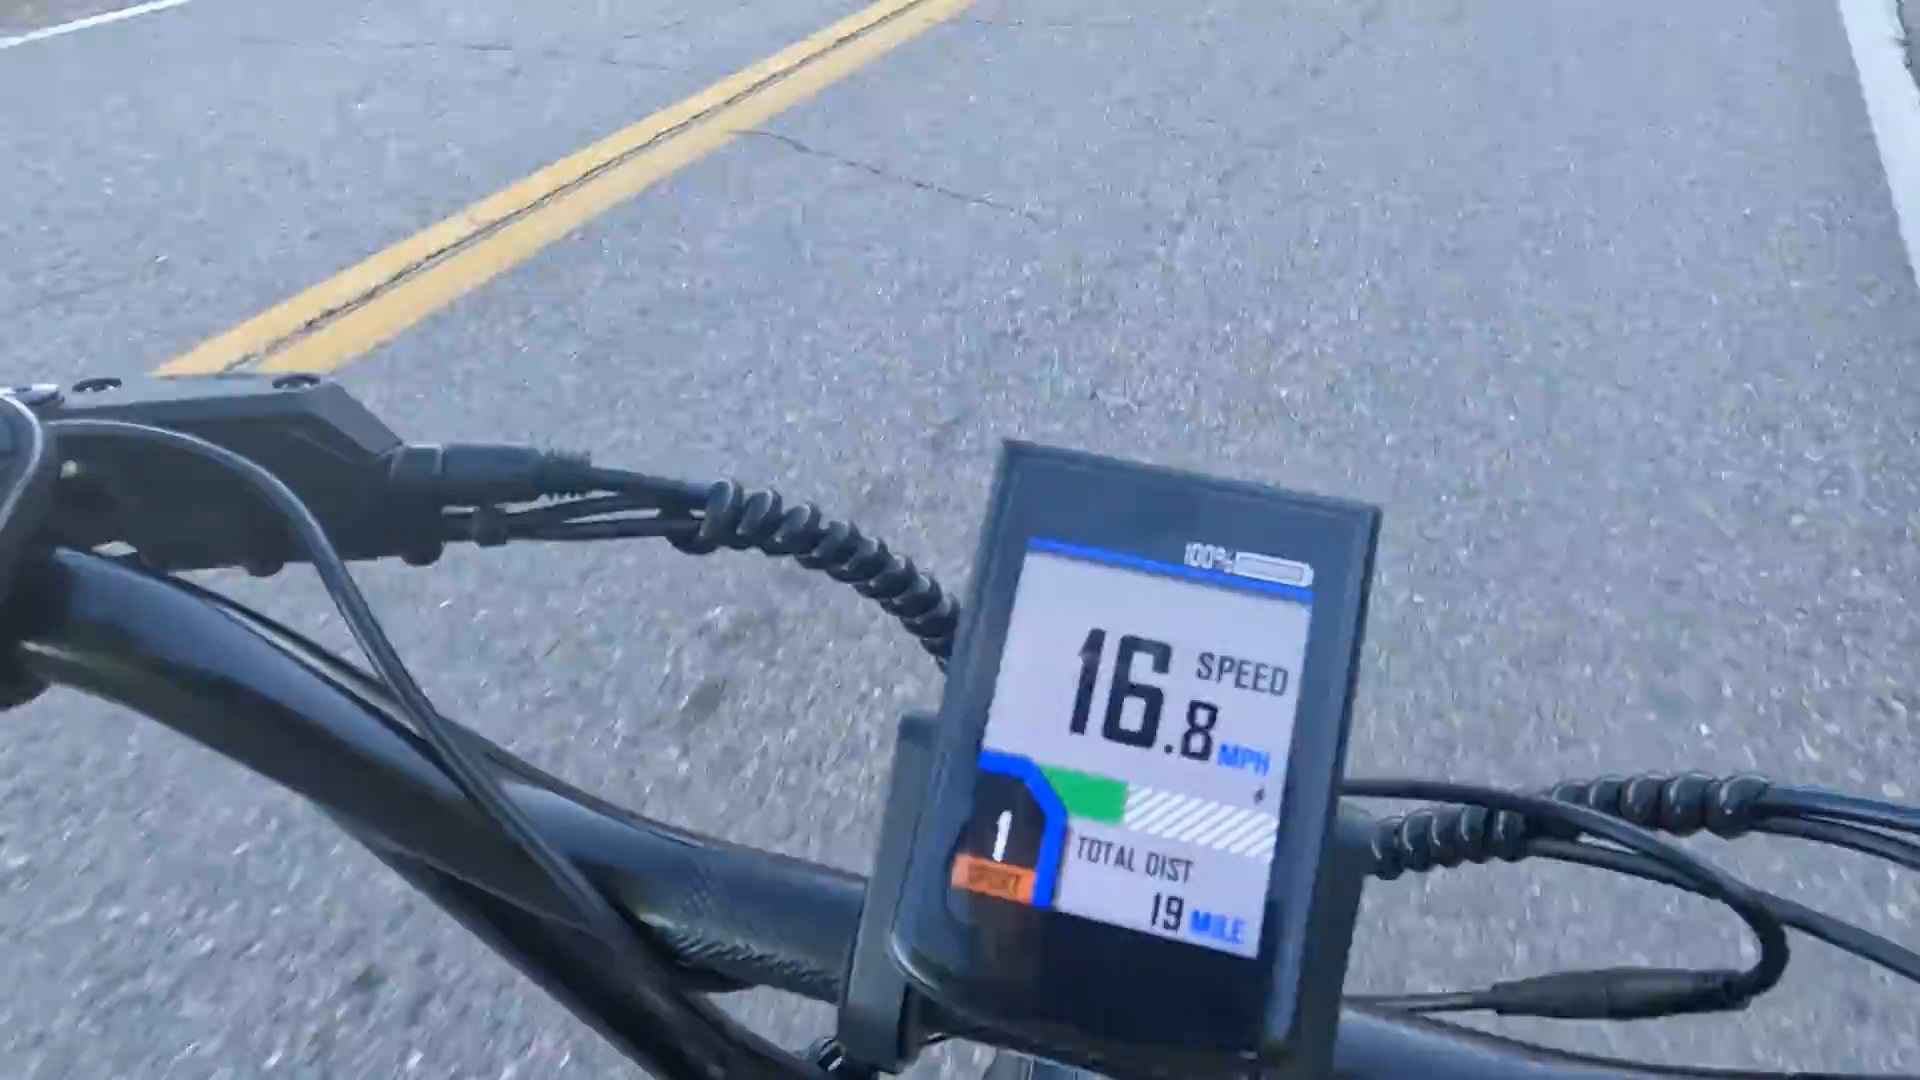 100%
SPEED
16.8 MPH
1
SPORT
TOTAL DIST
19 MILE